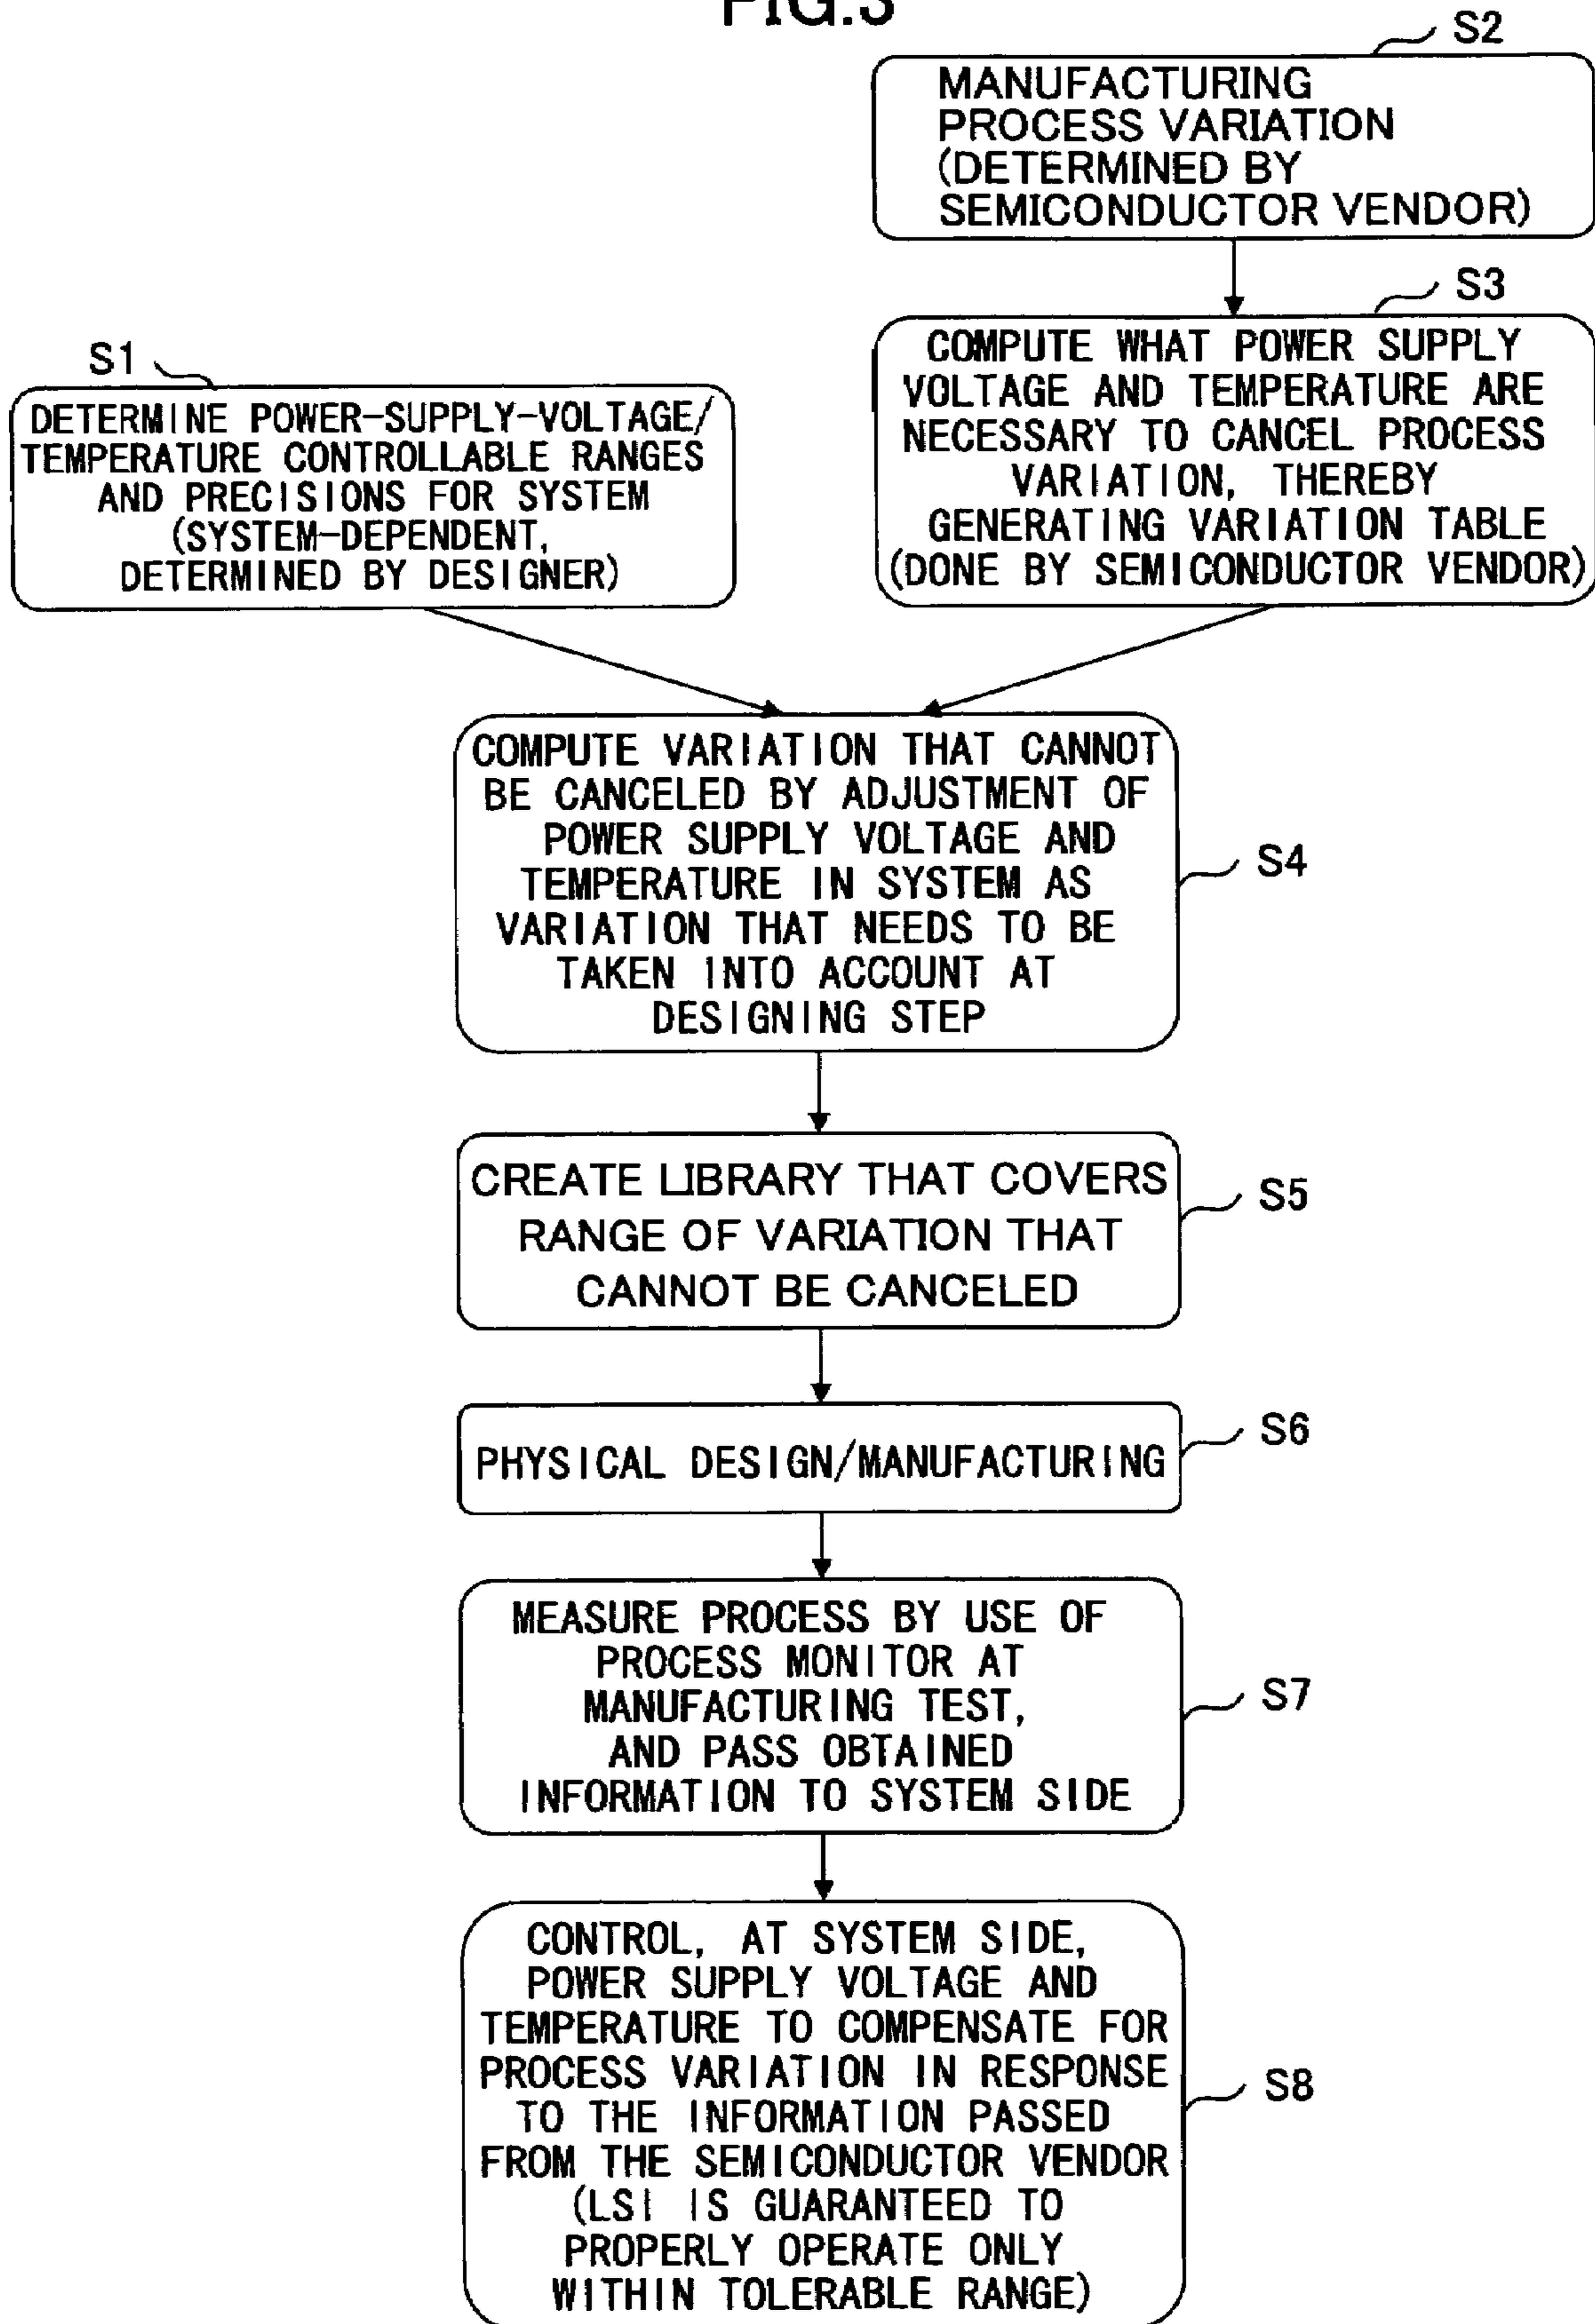 FIG.3
S2
MANUFACTURING
PROCESS VARIATION
(DETERMINED BY
SEMICONDUCTOR VENDOR)
S3
COMPUTE WHAT POWER SUPPLY
VOLTAGE AND TEMPERATURE ARE
NECESSARY TO CANCEL PROCESS
VARIATION, THEREBY
GENERATING VARIATION TABLE
(DONE BY SEMICONDUCTOR VENDOR)
S1
DETERMINE POWER-SUPPLY-VOLTAGE/
TEMPERATURE CONTROLLABLE RANGES
AND PRECISIONS FOR SYSTEM
(SYSTEM-DEPENDENT,
DETERMINED BY DESIGNER)
COMPUTE VARIATION THAT CANNOT
BE CANCELED BY ADJUSTMENT OF
POWER SUPPLY VOLTAGE AND
TEMPERATURE IN SYSTEM AS
VARIATION THAT NEEDS TO BE
TAKEN INTO ACCOUNT AT
DESIGNING STEP
S4
CREATE LIBRARY THAT COVERS
RANGE OF VARIATION THAT
CANNOT BE CANCELED
S5
PHYSICAL DESIGN/MANUFACTURING
S6
MEASURE PROCESS BY USE OF
PROCESS MONITOR AT
MANUFACTURING TEST,
AND PASS OBTAINED
INFORMATION TO SYSTEM SIDE
S7
CONTROL, AT SYSTEM SIDE,
POWER SUPPLY VOLTAGE AND
TEMPERATURE TO COMPENSATE FOR
PROCESS VARIATION IN RESPONSE
TO THE INFORMATION PASSED
FROM THE SEMICONDUCTOR VENDOR
(LSI IS GUARANTEED TO
PROPERLY OPERATE ONLY
WITHIN TOLERABLE RANGE)
S8